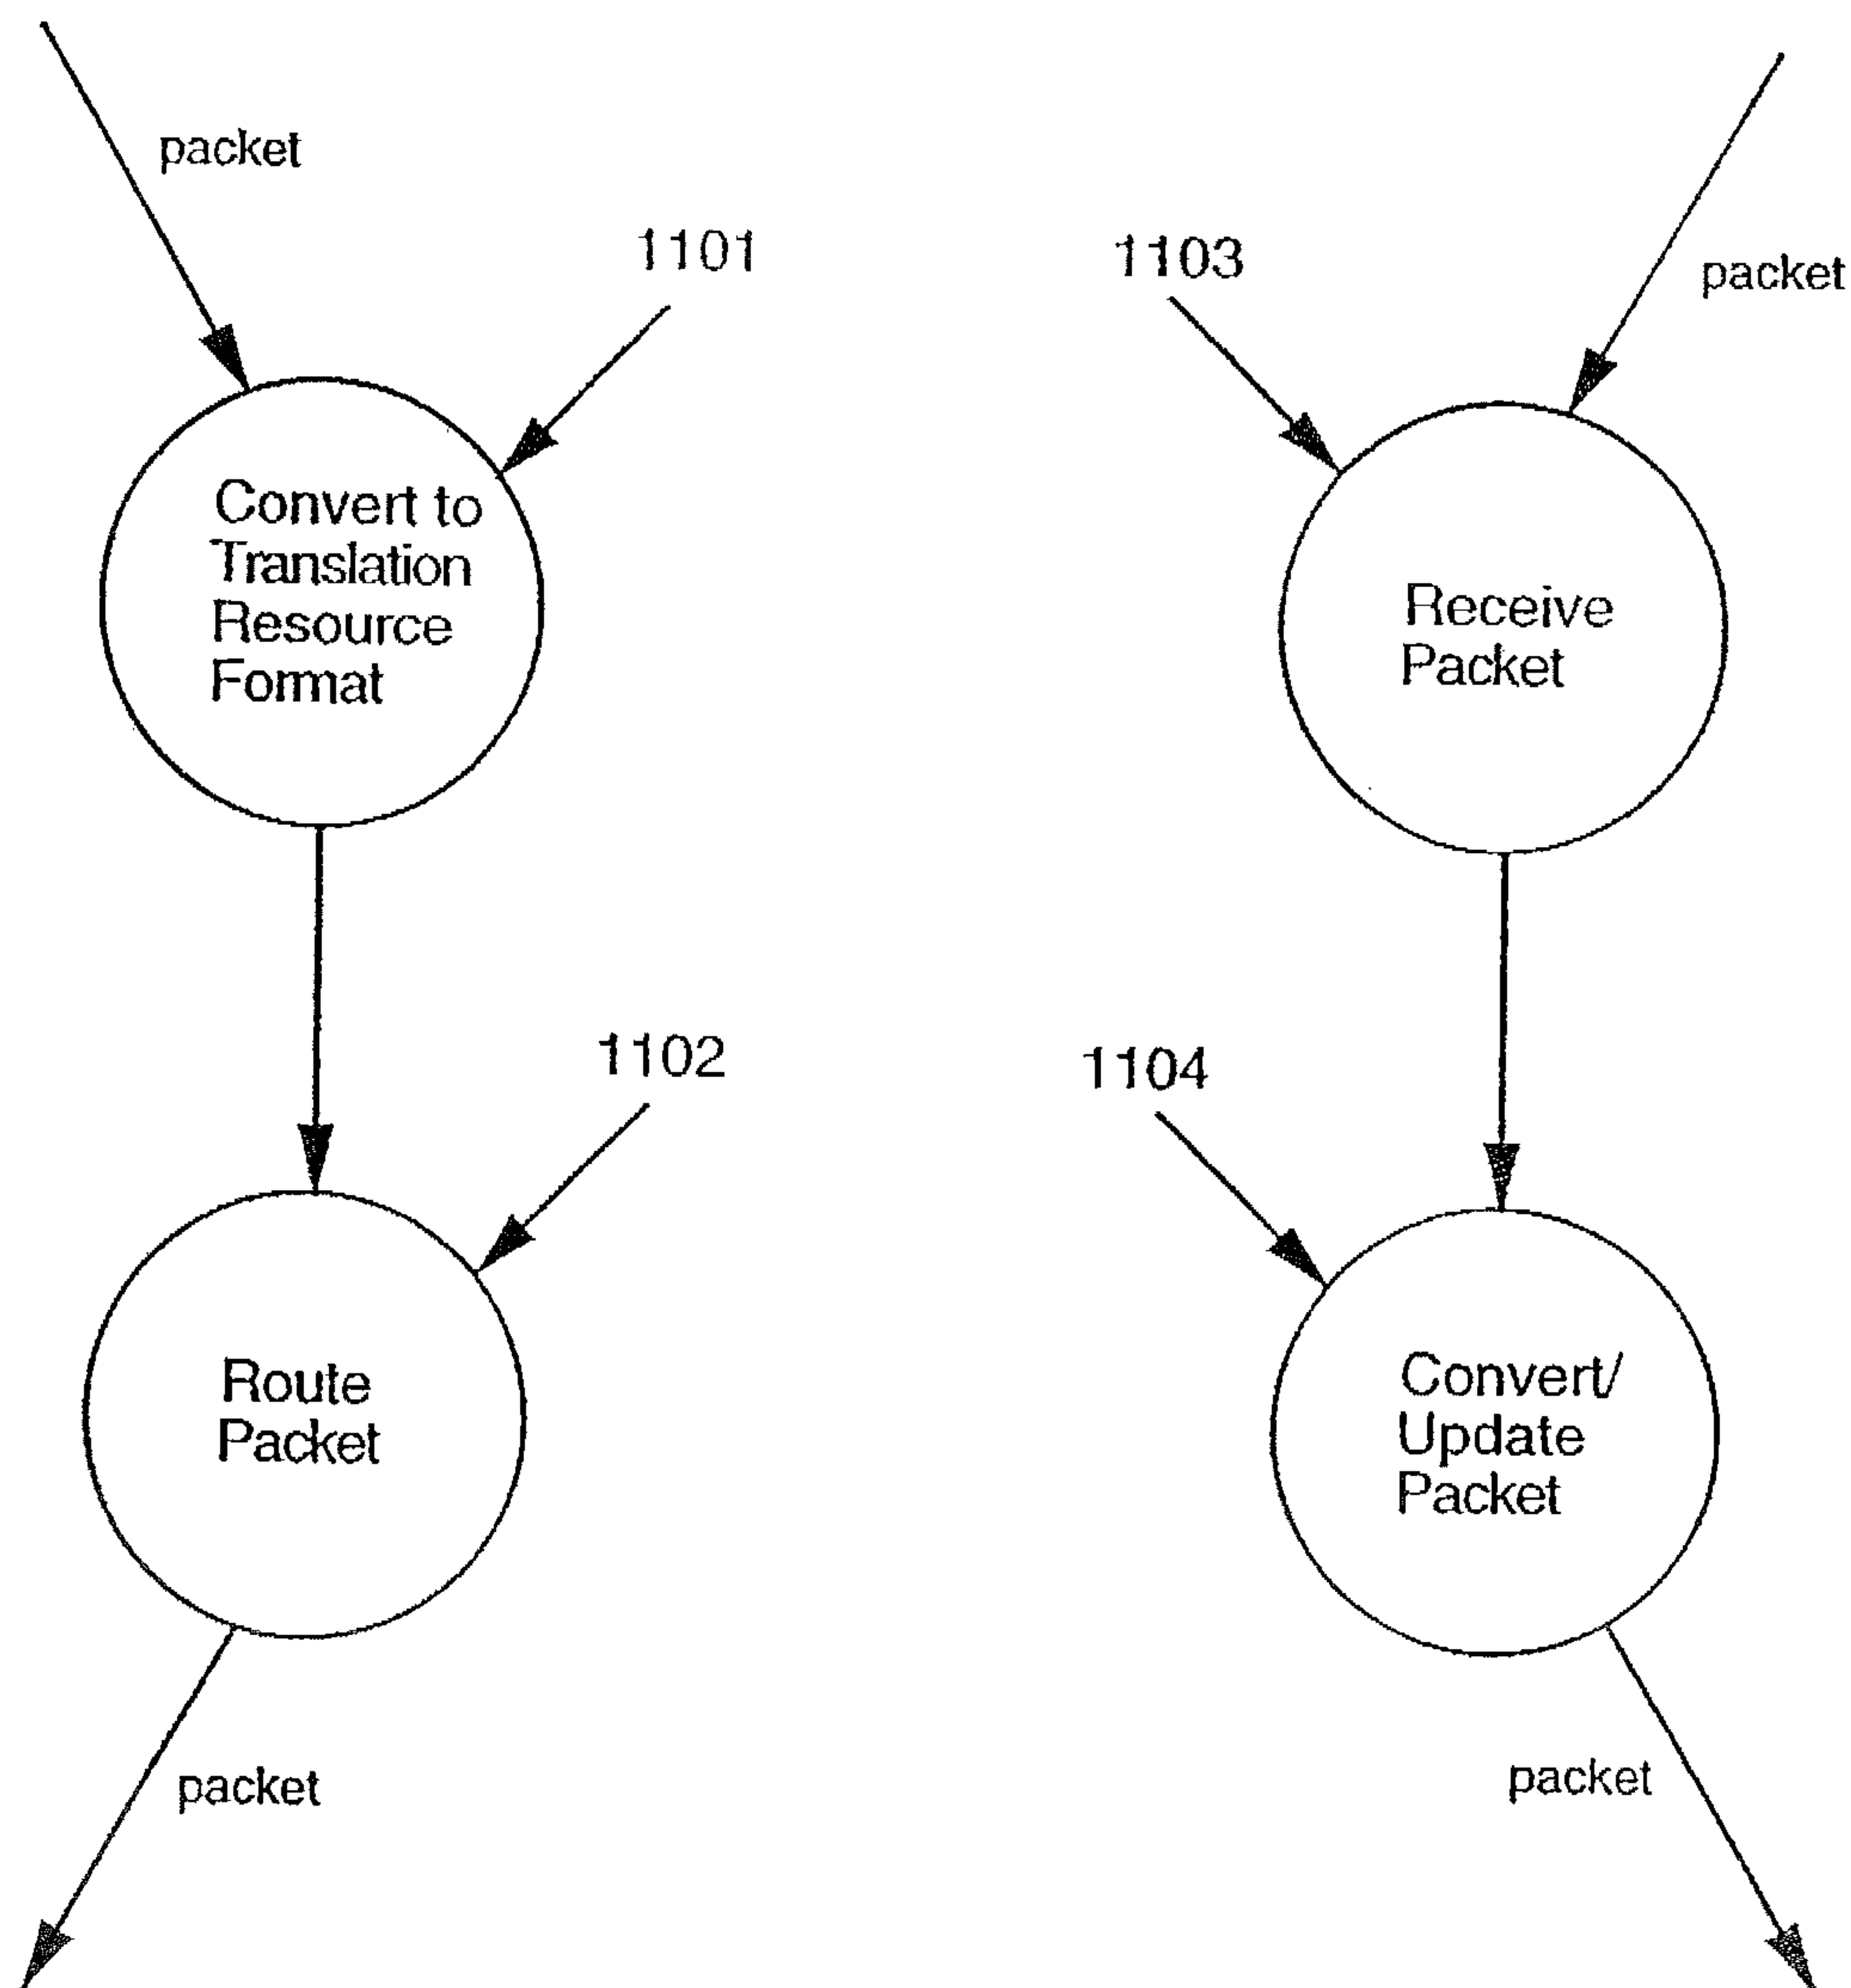 packet
1101
Convert to
Translation
Resource
Format
1102
Route
Packet
packet
packet
1103
Receive
Packet
1104
Convert/
Update
Packet
packet